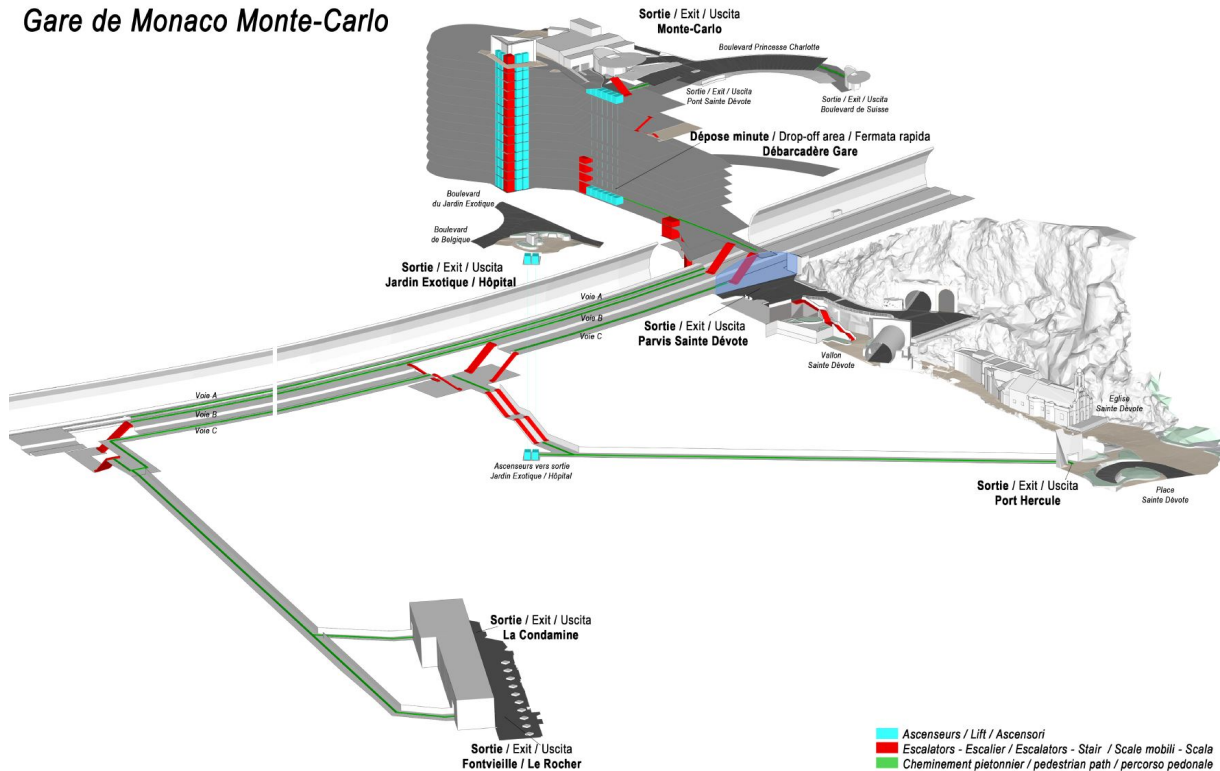 Gare de Monaco Monte-Carlo
Sortie / Exit / Uscita
Monte-Carlo
Boulevard Princesse Charlotte
Sortie / Exit / Uscita
Pont Sainte Dévote
Sortie / Exit / Uscita
Boulevard de Suisse
Dépose minute / Drop-off area / Fermata rapida
Débarcadère Gare
Boulevard
du Jardin Exotique
Boulevard
de Belgique
Sortie / Exit / Uscita
Jardin Exotique / Hôpital
Voie A
Voie B
Voie C
Sortie / Exit / Uscita
Parvis Sainte Dévote
Vallon
Sainte Dévote
Eglise
Sainte Dévote
Voie A
Voie B
Voie C
Ascenseurs vers sortie
Jardin Exotique / Hôpital
Sortie / Exit / Uscita
Port Hercule
Place
Sainte Dévote
Sortie / Exit / Uscita
La Condamine
Sortie / Exit / Uscita
Fontvieille / Le Rocher
Ascenseurs / Lift / Ascensori
Escalators - Escalier / Escalators - Stair / Scale mobili - Scala
Cheminement pietonnier / pedestrian path / percorso pedonale